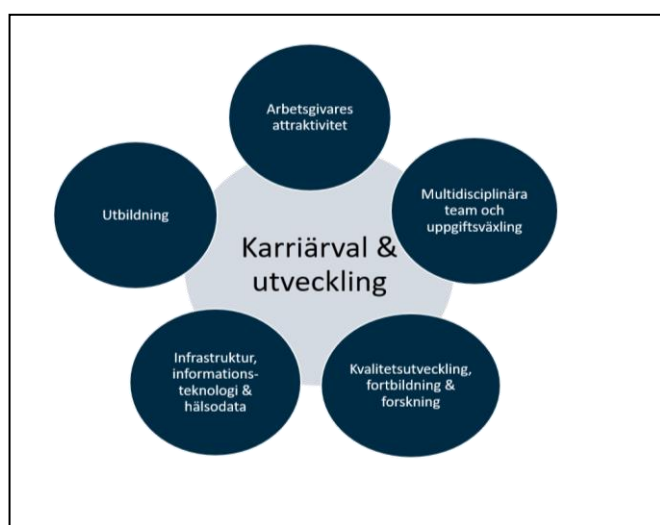 Arbetsgivares
attraktivitet
Multidisciplinära
team och
uppgiftsväxling
Utbildning
Karriärval &
utveckling
Infrastruktur,
informations-
teknologi &
hälsodata
Kvalitetsutveckling,
fortbildning &
forskning